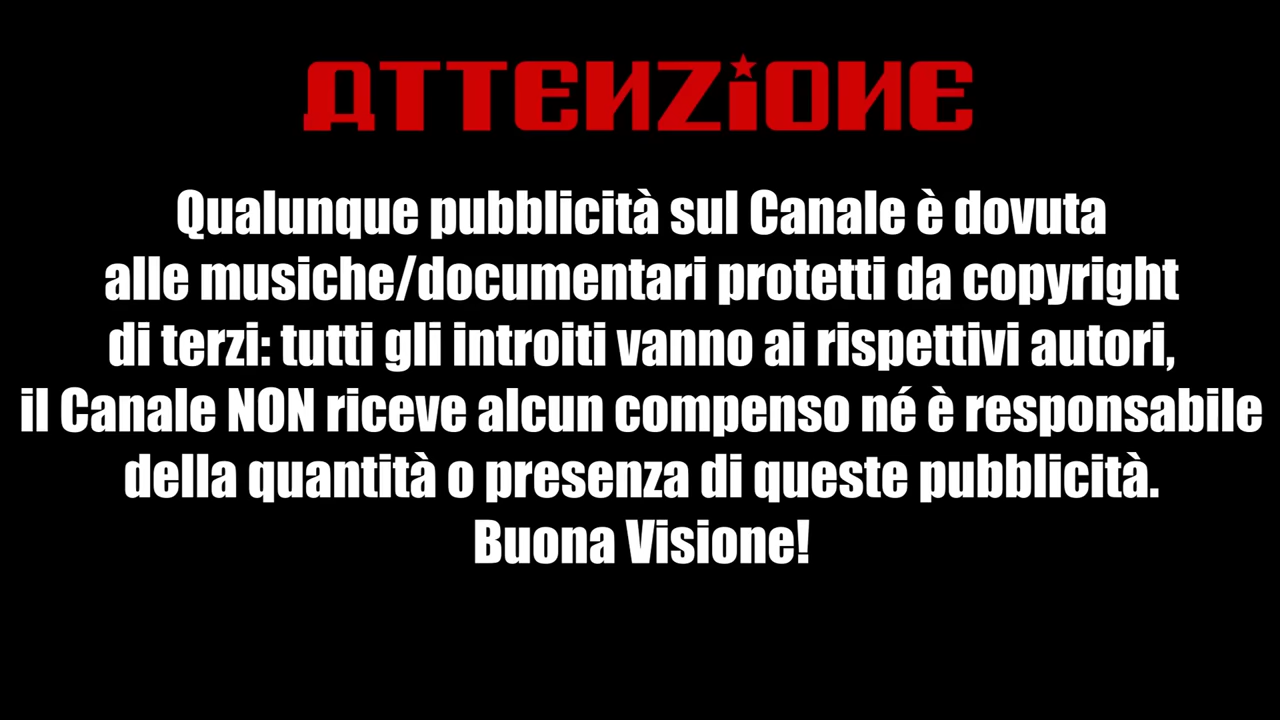 ATTENZiONE
Qualunque pubblicità sul Canale è dovuta
alle musiche/documentari protetti da copyright
di terzi: tutti gli introiti vanno ai rispettivi autori,
il Canale NON riceve alcun compenso né è responsabile
della quantità o presenza di queste pubblicità.
Buona Visione!